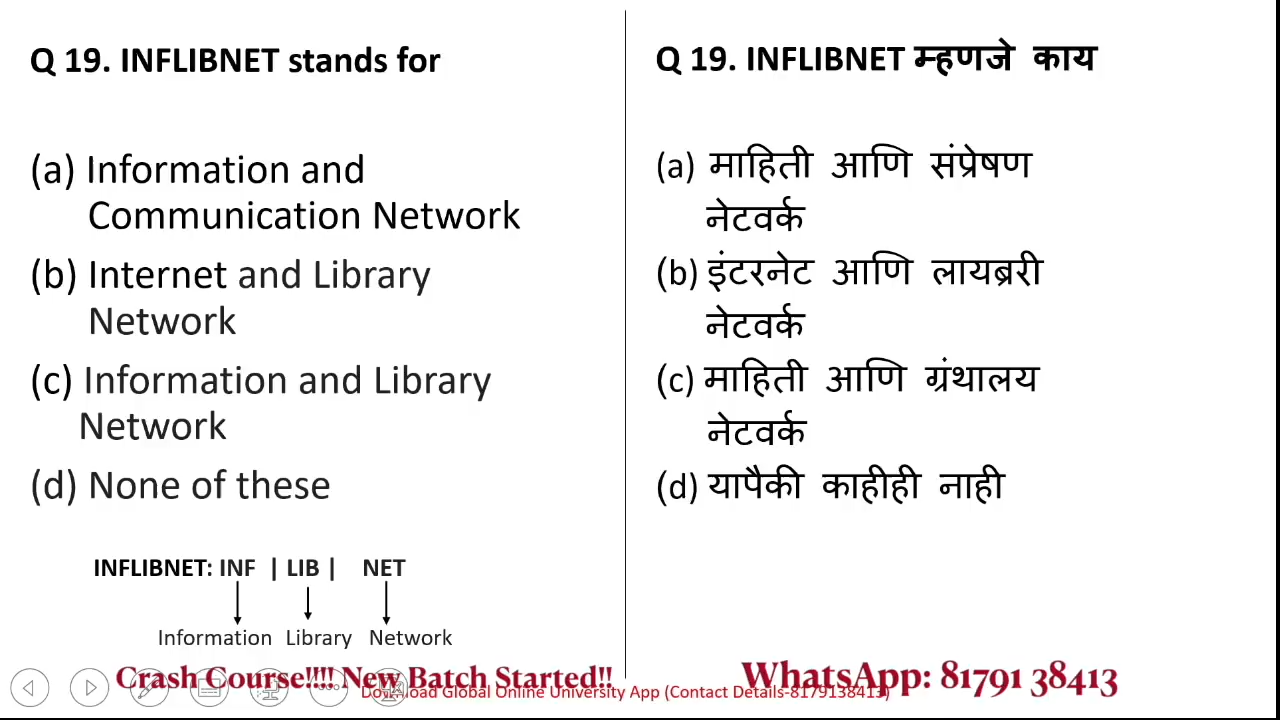 Q 19. INFLIBNET stands for
(a) Information and
Communication Network
(b) Internet and Library
Network
(c) Information and Library
Network
(d) None of these
INFLIBNET: INF | LIB | NET
Information Library Network
Q 19. INFLIBNET म्हणजे काय
(a) माहिती आणि संप्रेषण
नेटवर्क
(b) इंटरनेट आणि लायब्ररी
नेटवर्क
(c) माहिती आणि ग्रंथालय
नेटवर्क
(d) यापैकी काहीही नाही
Crash Course!!!! New Batch Started!!
WhatsApp: 81791 38413
Download Global Online University App (Contact Details-8179138413)